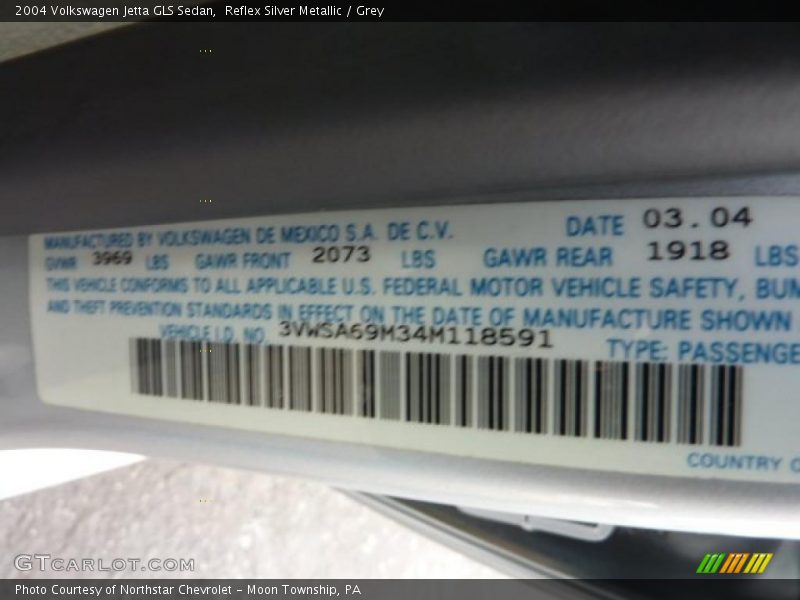 2004 Volkswagen Jetta GLS Sedan,  Reflex Silver Metallic / Grey
MANUFACTURED BY VOLKSWAGEN DE MEXICO S.A. DE C.V. DATE 03.04
GVWR 3969 LBS GAWR FRONT 2073 LBS GAWR REAR 1918 LBS
THIS VEHICLE CONFORMS TO ALL APPLICABLE U.S. FEDERAL MOTOR VEHICLE SAFETY, BUM
AND THEFT PREVENTION STANDARDS IN EFFECT ON THE DATE OF MANUFACTURE SHOWN
VEHICLE I.D. NO. 3VWSA69M34M118591
TYPE: PASSENGE
COUNTRY O
GTCARLOT.COM
Photo Courtesy of Northstar Chevrolet – Moon Township, PA